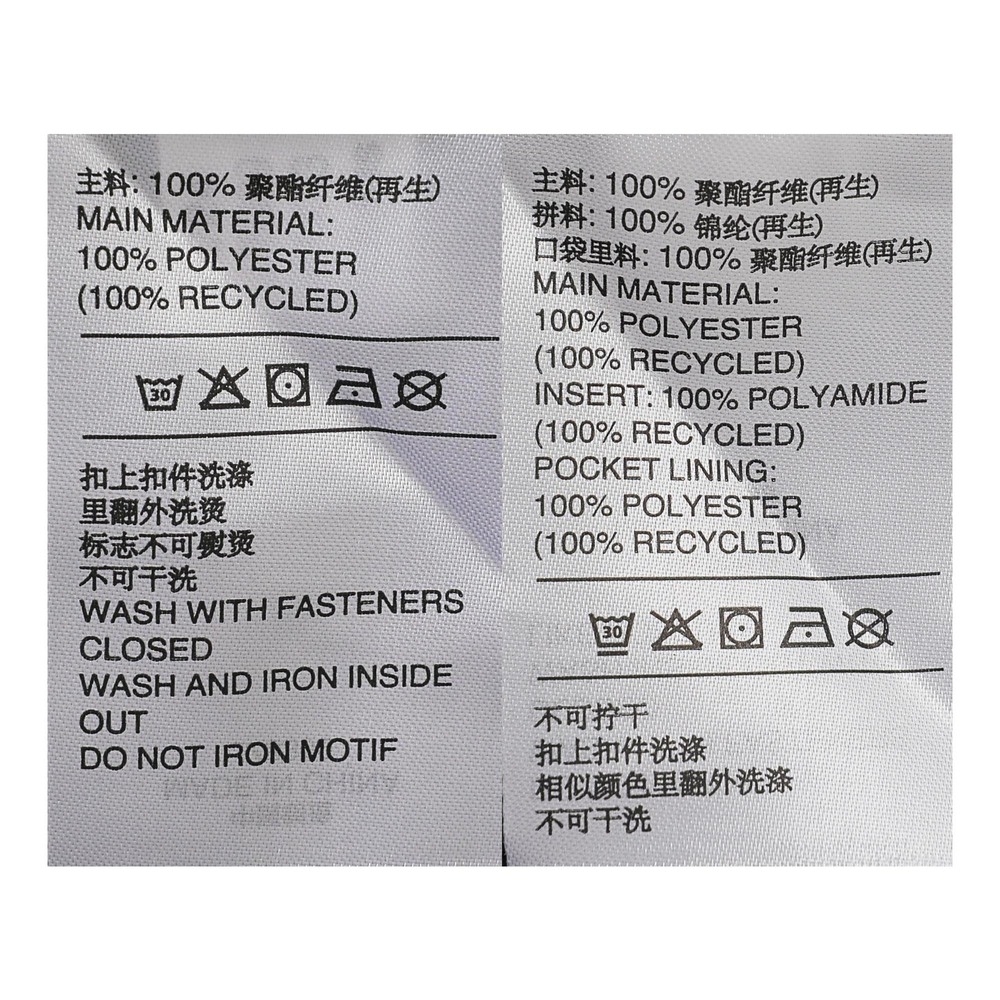 主料: 100% 聚酯纤维(再生)
MAIN MATERIAL:
100% POLYESTER
(100% RECYCLED)
30
扣上扣件洗涤
里翻外洗烫
标志不可熨烫
不可干洗
WASH WITH FASTENERS
CLOSED
WASH AND IRON INSIDE
OUT
DO NOT IRON MOTIF
MADE IN CHINA
主料: 100% 聚酯纤维(再生)
拼料: 100% 锦纶(再生)
口袋里料: 100% 聚酯纤维(再生)
MAIN MATERIAL:
100% POLYESTER
(100% RECYCLED)
INSERT: 100% POLYAMIDE
(100% RECYCLED)
POCKET LINING:
100% POLYESTER
(100% RECYCLED)
30
不可拧干
扣上扣件洗涤
相似颜色里翻外洗涤
不可干洗